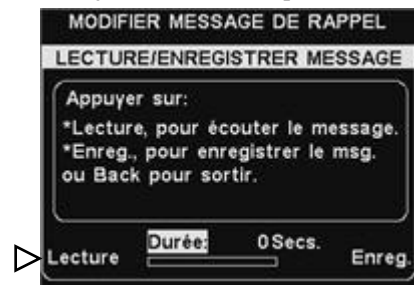 MODIFIER MESSAGE DE RAPPEL
LECTURE/ENREGISTRER MESSAGE
Appuyer sur:
*Lecture, pour écouter le message.
*Enreg., pour enregistrer le msg.
ou Back pour sortir.
Durée: 0Secs.
Lecture Enreg.